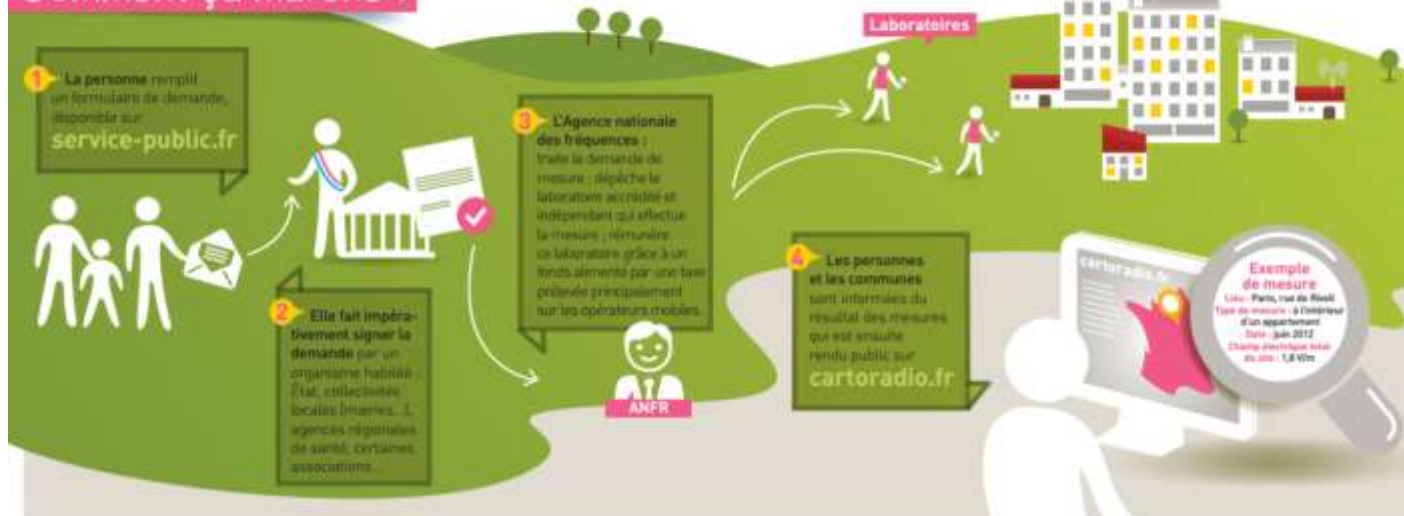 Comment ça marche ?
1 La personne remplit
un formulaire de demande,
disponible sur
service-public.fr
2 Elle fait impéra-
tivement signer la
demande par un
organisme habilité :
État, collectivités
locales (mairies...),
agences régionales
de santé, certaines
associations...
3 L'Agence nationale
des fréquences :
traite la demande de
mesure ; dépêche le
laboratoire accrédité et
indépendant qui effectue
la mesure ; rémunère
ce laboratoire grâce à un
fonds alimenté par une taxe
prélevée principalement
sur les opérateurs mobiles.
ANFR
Laboratoires
4 Les personnes
et les communes
sont informées du
résultat des mesures
qui est ensuite
rendu public sur
cartoradio.fr
cartoradio.fr
Exemple
de mesure
Lieu : Paris, rue de Rivoli
Type de mesure : à l'intérieur
d'un appartement
Date : juin 2012
Champ électrique total
du site : 1,8 V/m